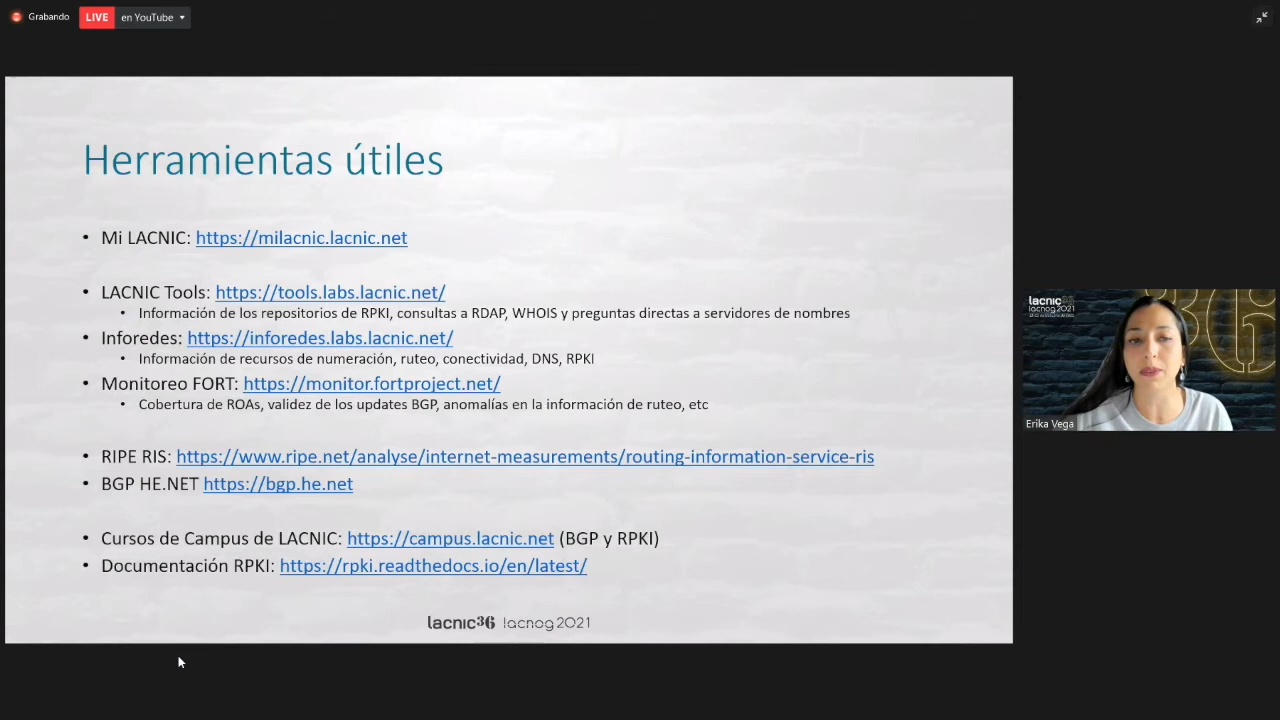 Grabando
LIVE en YouTube
Herramientas útiles
• Mi LACNIC: https://milacnic.lacnic.net
• LACNIC Tools: https://tools.labs.lacnic.net/
• Información de los repositorios de RPKI, consultas a RDAP, WHOIS y preguntas directas a servidores de nombres
• Inforedes: https://inforedes.labs.lacnic.net/
• Información de recursos de numeración, ruteo, conectividad, DNS, RPKI
• Monitoreo FORT: https://monitor.fortproject.net/
• Cobertura de ROAs, validez de los updates BGP, anomalías en la información de ruteo, etc
• RIPE RIS: https://www.ripe.net/analyse/internet-measurements/routing-information-service-ris
• BGP HE.NET https://bgp.he.net
• Cursos de Campus de LACNIC: https://campus.lacnic.net (BGP y RPKI)
• Documentación RPKI: https://rpki.readthedocs.io/en/latest/
lacnic36 lacnog2021
lacnic36
lacnog2021
Erika Vega